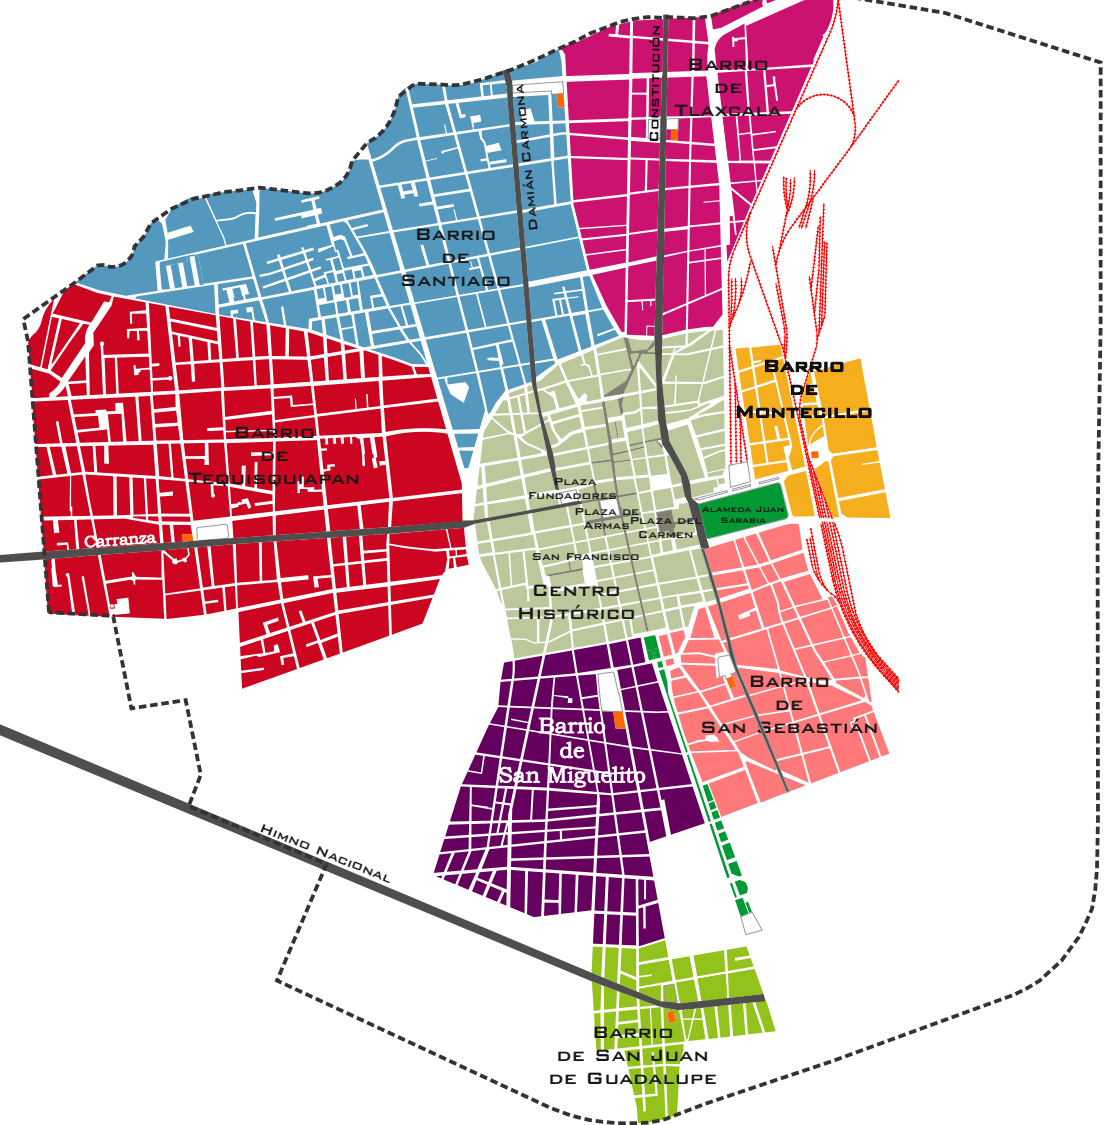 CONSTITUCIÓN
BARRIO
DE
TLAXCALA
DAMIÁN CARMONA
BARRIO
DE
SANTIAGO
BARRIO
DE
MONTECILLO
BARRIO
DE
TEQUISQUIAPAN
PLAZA
FUNDADORES
PLAZA DE
ARMAS
PLAZA DEL
CARMEN
ALAMEDA JUAN
SARABIA
Carranza
SAN FRANCISCO
CENTRO
HISTÓRICO
BARRIO
DE
SAN SEBASTIÁN
Barrio
de
San Miguelito
HIMNO NACIONAL
BARRIO
DE SAN JUAN
DE GUADALUPE